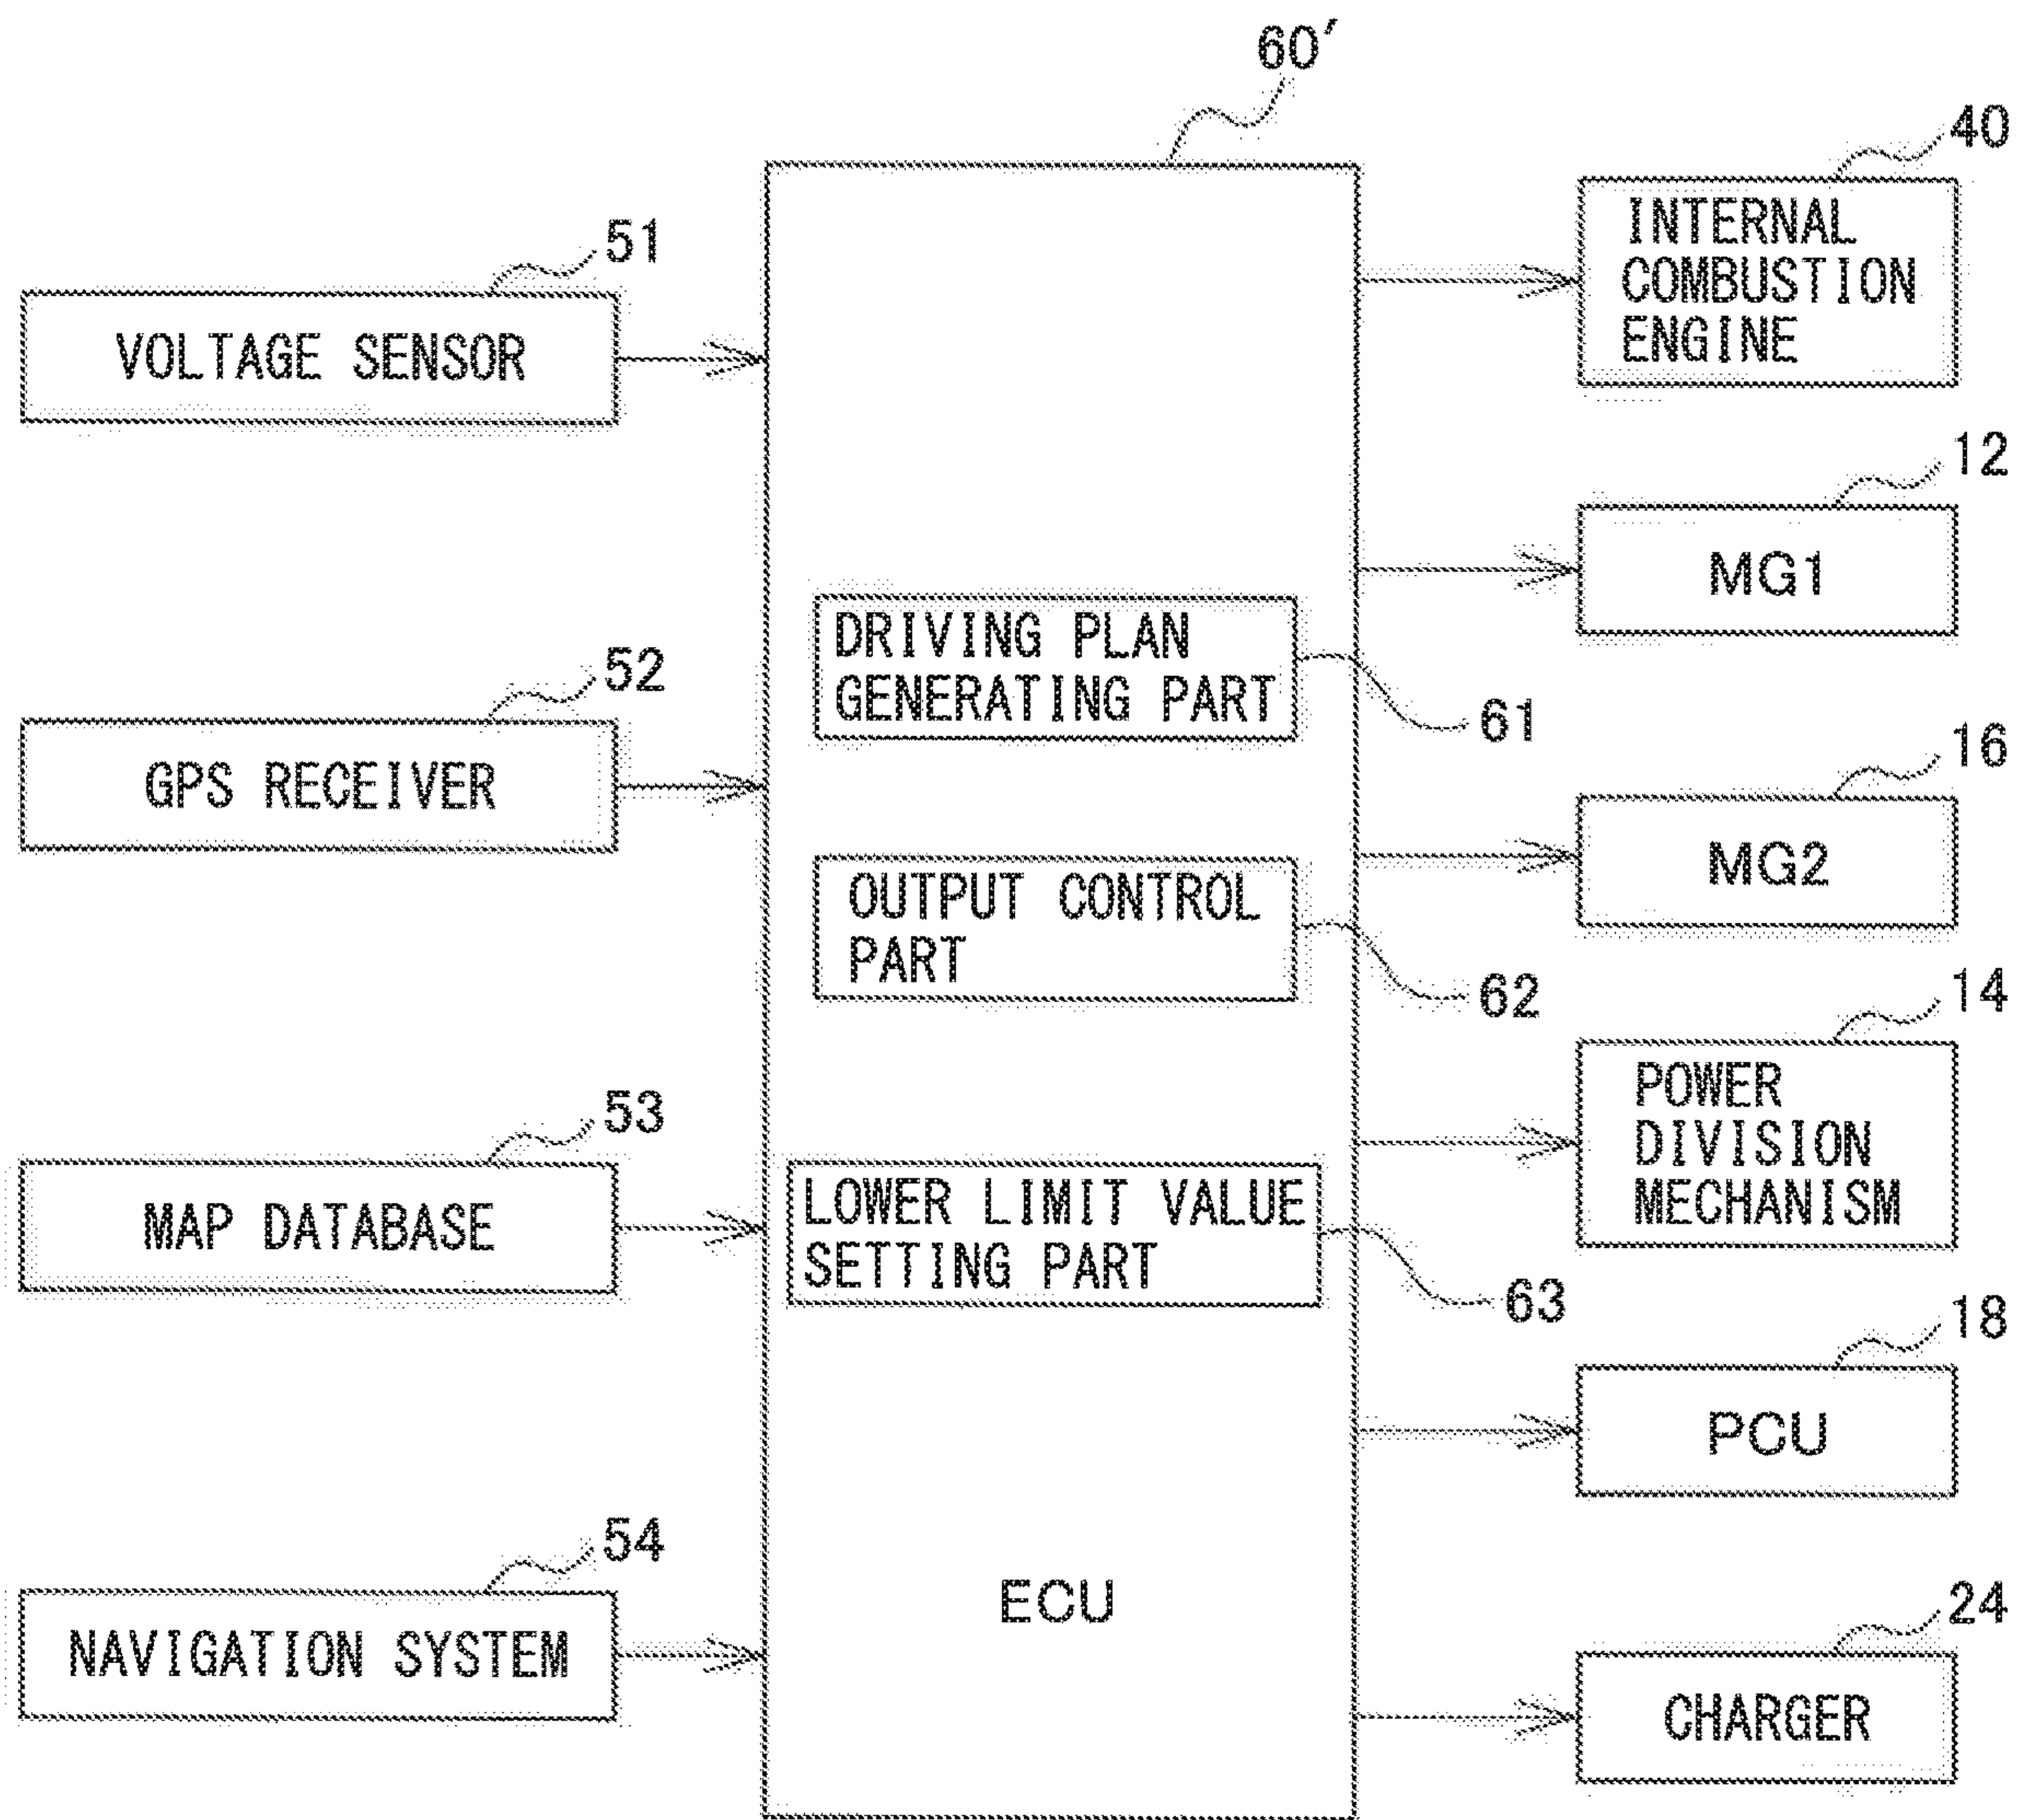 60′
51
VOLTAGE SENSOR
52
GPS RECEIVER
53
MAP DATABASE
54
NAVIGATION SYSTEM
DRIVING PLAN
GENERATING PART
61
OUTPUT CONTROL
PART
62
LOWER LIMIT VALUE
SETTING PART
63
ECU
40
INTERNAL
COMBUSTION
ENGINE
12
MG1
16
MG2
14
POWER
DIVISION
MECHANISM
18
PCU
24
CHARGER